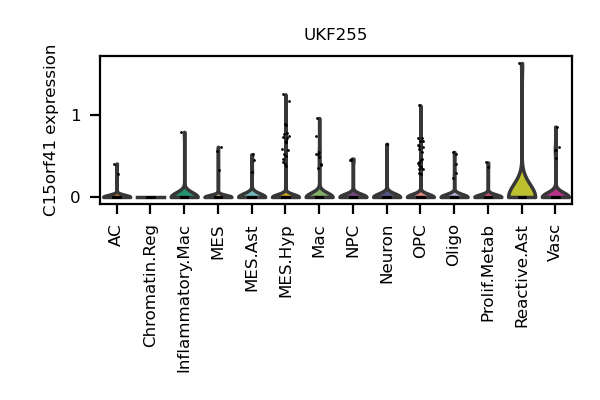 UKF255
C15orf41 expression
1
0
AC
Chromatin.Reg
Inflammatory.Mac
MES
MES.Ast
MES.Hyp
Mac
NPC
Neuron
OPC
Oligo
Prolif.Metab
Reactive.Ast
Vasc